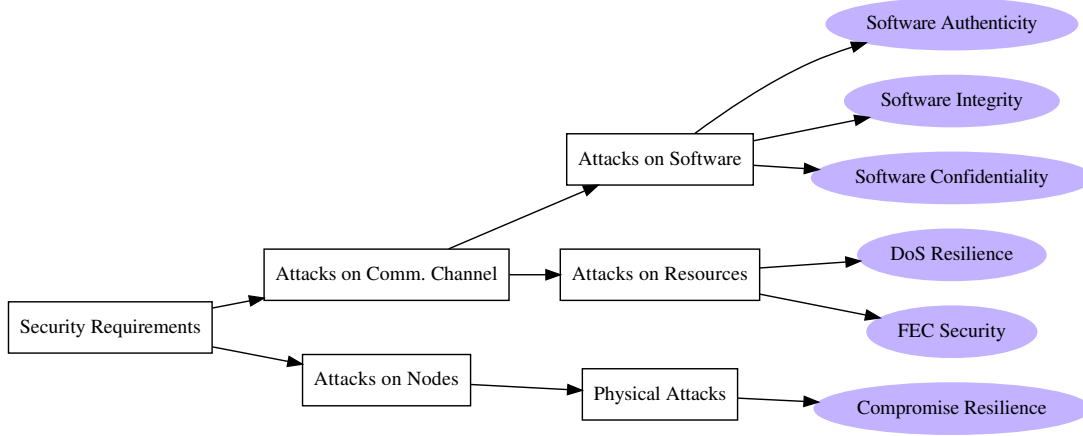 Software Authenticity
Software Integrity
Attacks on Software
Software Confidentiality
DoS Resilience
Attacks on Comm. Channel
Attacks on Resources
Security Requirements
FEC Security
Attacks on Nodes
Physical Attacks
Compromise Resilience